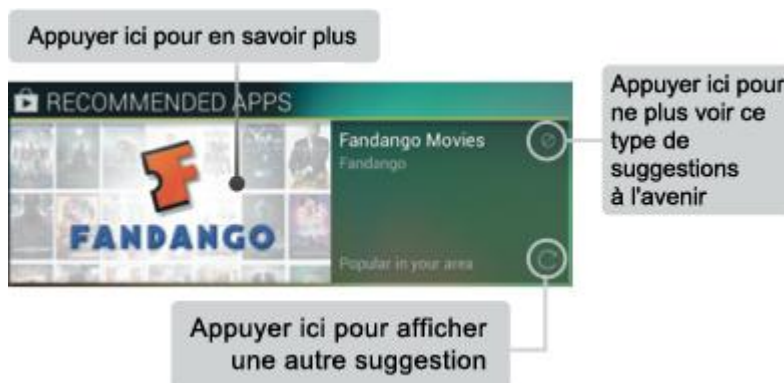 Appuyer ici pour en savoir plus
RECOMMENDED APPS
Fandango Movies
Fandango
FANDANGO
Popular in your area
Appuyer ici pour
ne plus voir ce
type de
suggestions
à l'avenir
Appuyer ici pour afficher
une autre suggestion